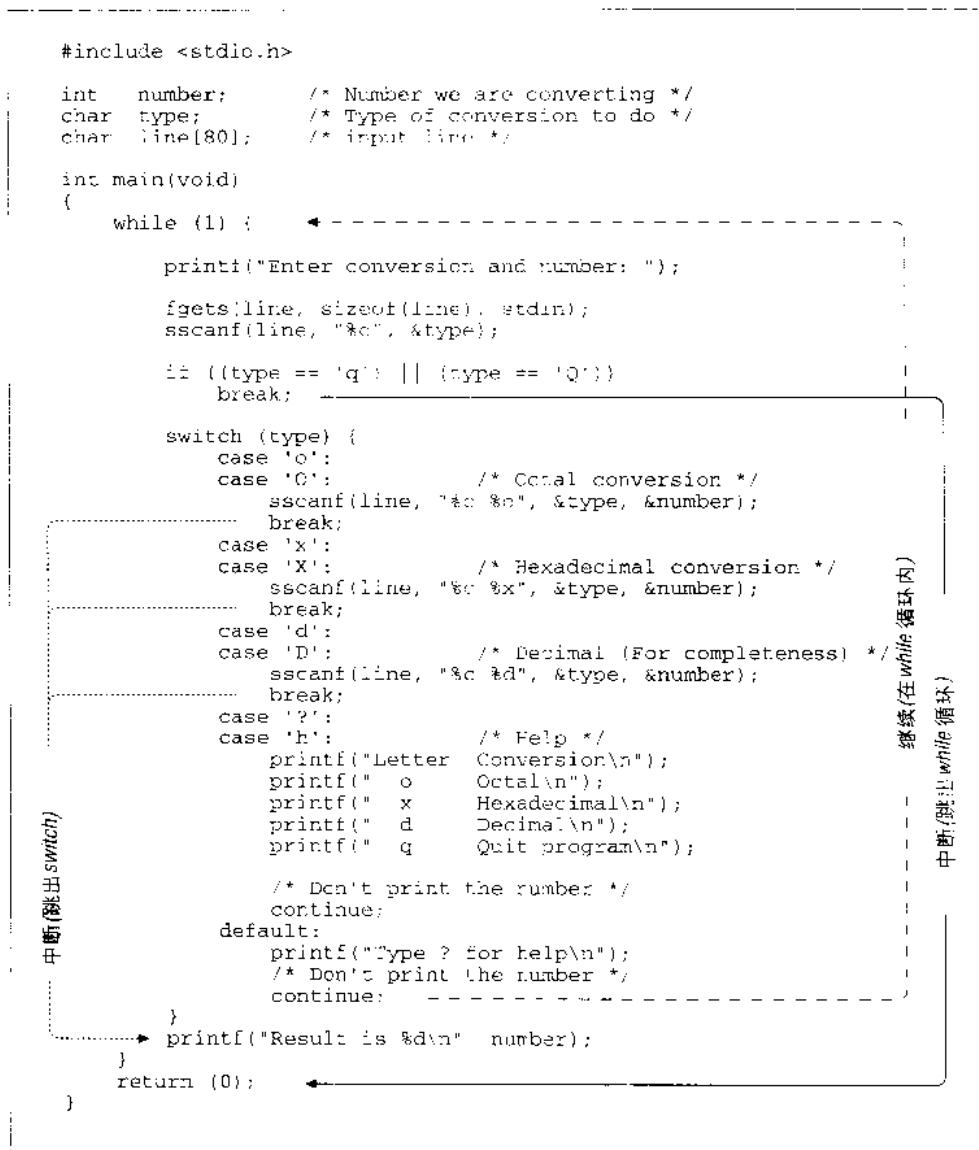 #include <stdio.h>
int number; /* Number we are converting */
char type; /* Type of conversion to do */
char line[80]; /* input line */
int main(void)
{
while (1) {
printf("Enter conversion and number: ");
fgets(line, sizeof(line), stdin);
sscanf(line, "%c", &type);
if ((type == 'q') || (type == 'Q'))
break;
switch (type) {
case 'o':
case 'O': /* Octal conversion */
sscanf(line, "%c %o", &type, &number);
break;
case 'x':
case 'X': /* Hexadecimal conversion */
sscanf(line, "%c %x", &type, &number);
break;
case 'd':
case 'D': /* Decimal (For completeness) */
sscanf(line, "%c %d", &type, &number);
break;
case '?':
case 'h': /* Help */
printf("Letter Conversion\n");
printf(" o Octal\n");
printf(" x Hexadecimal\n");
printf(" d Decimal\n");
printf(" q Quit program\n");
/* Don't print the number */
continue;
default:
printf("Type ? for help\n");
/* Don't print the number */
continue;
}
printf("Result is %d\n" number);
}
return (0);
}
中断(跳出switch)
继续(在while循环内)
中断(跳出while循环)